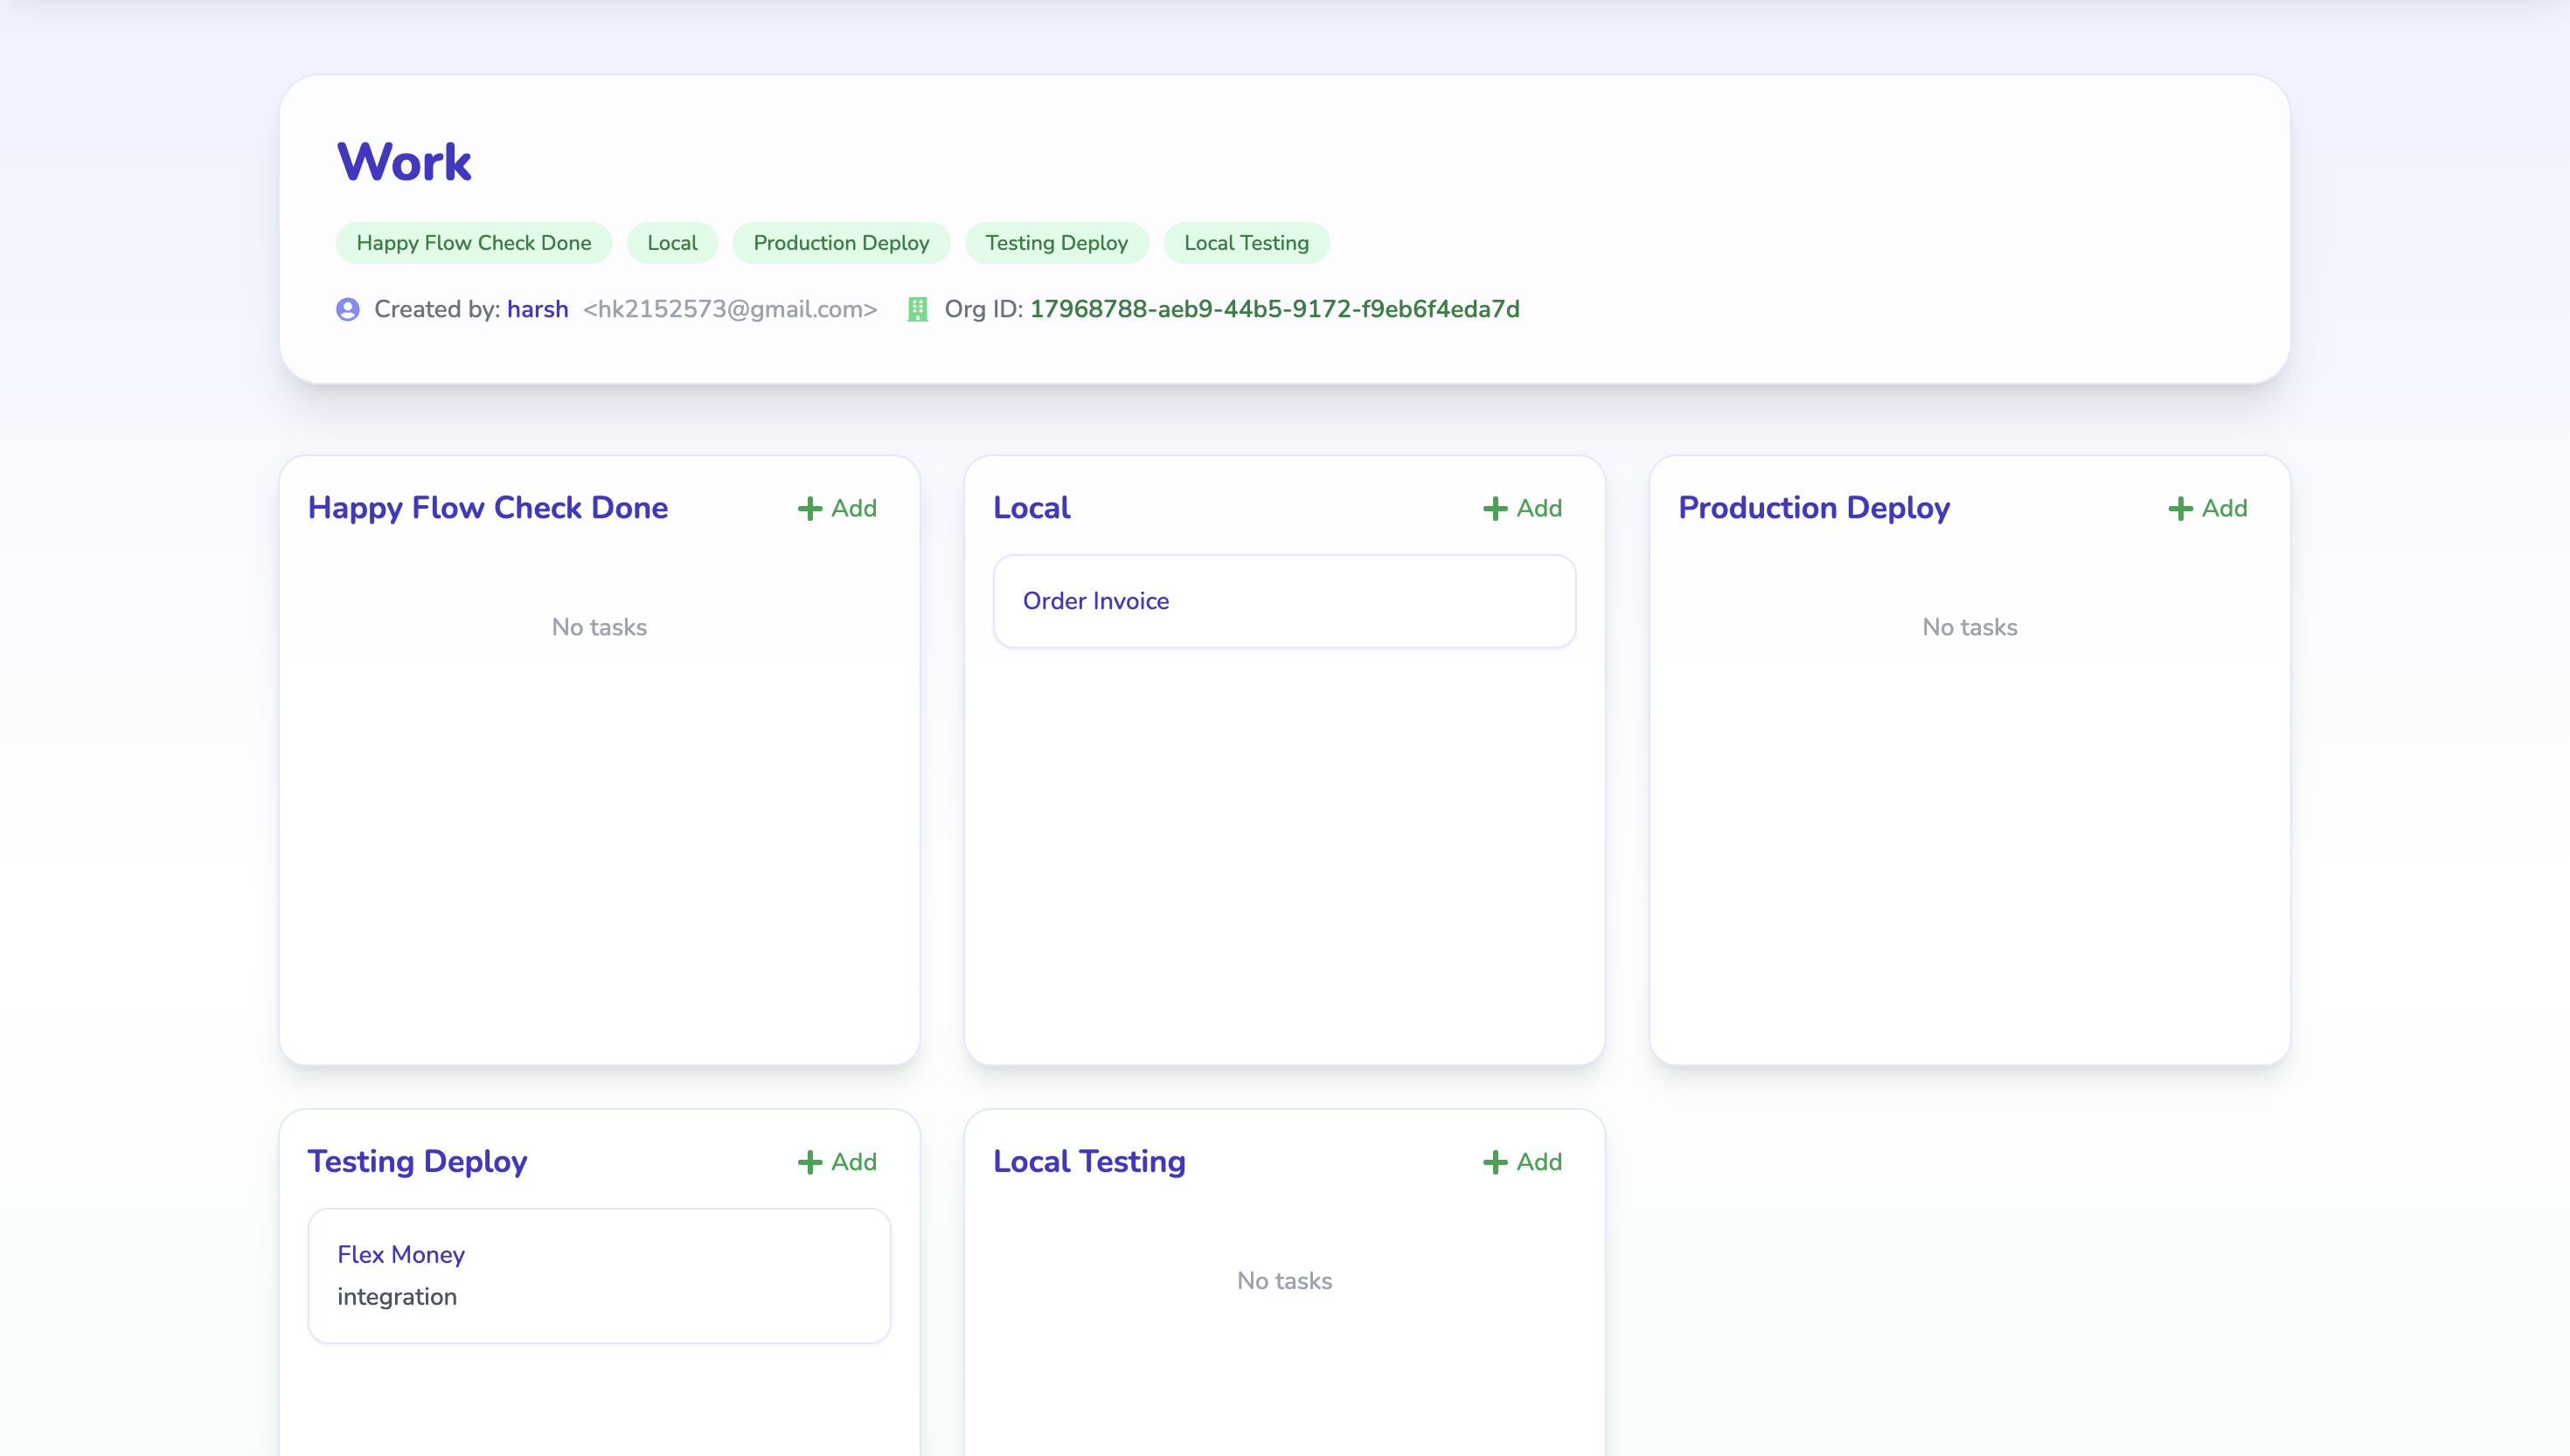 Work
Happy Flow Check Done Local Production Deploy Testing Deploy Local Testing
Created by: harsh <hk2152573@gmail.com> Org ID: 17968788-aeb9-44b5-9172-f9eb6f4eda7d
Happy Flow Check Done + Add
No tasks
Local + Add
Order Invoice
Production Deploy + Add
No tasks
Testing Deploy + Add
Flex Money
integration
Local Testing + Add
No tasks